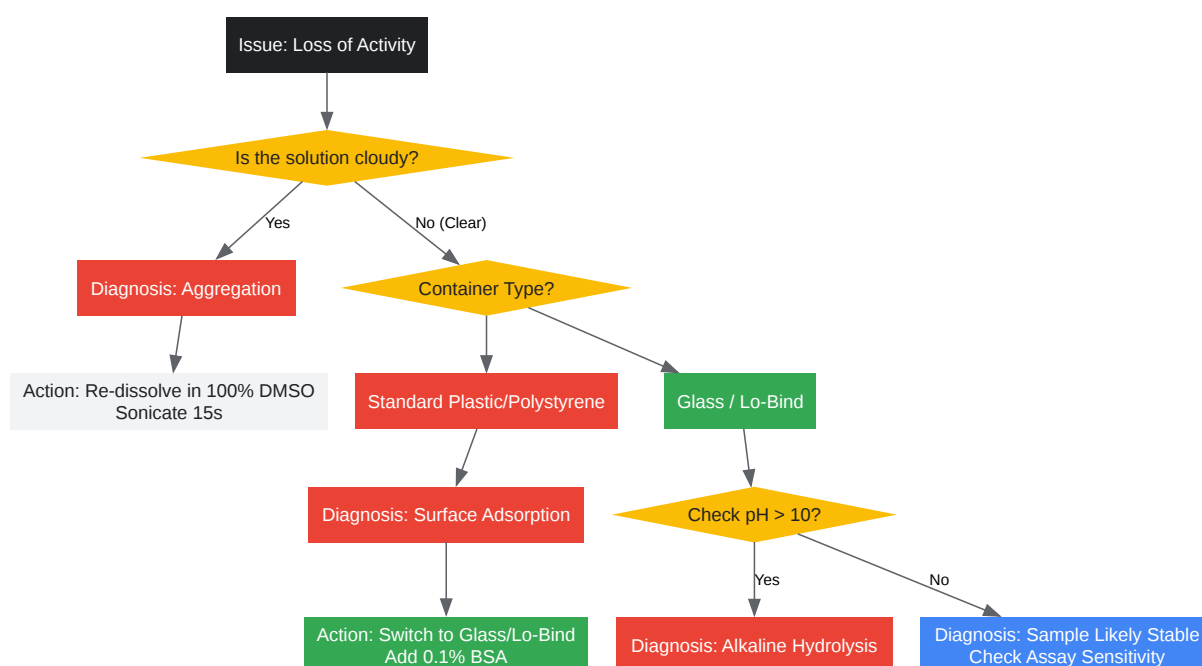 Issue: Loss of Activity
Is the solution cloudy?
Yes
No (Clear)
Diagnosis: Aggregation
Container Type?
Action: Re-dissolve in 100% DMSO
Sonicate 15s
Standard Plastic/Polystyrene
Glass / Lo-Bind
Diagnosis: Surface Adsorption
Check pH > 10?
Yes
No
Action: Switch to Glass/Lo-Bind
Add 0.1% BSA
Diagnosis: Alkaline Hydrolysis
Diagnosis: Sample Likely Stable
Check Assay Sensitivity